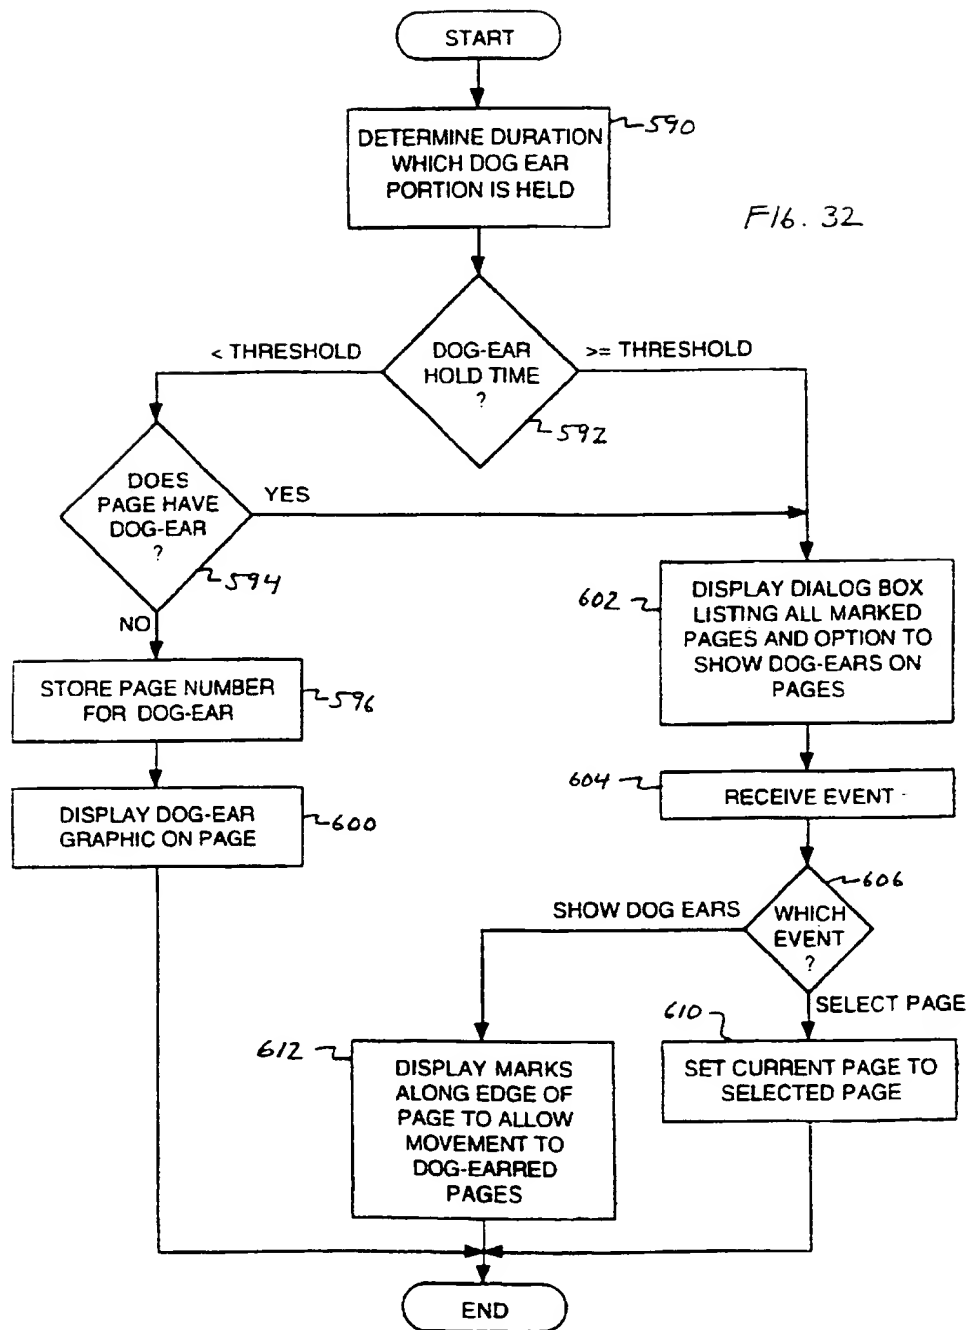 START
DETERMINE DURATION
WHICH DOG EAR
PORTION IS HELD
590
FIG. 32
< THRESHOLD
DOG-EAR
HOLD TIME
?
>= THRESHOLD
592
DOES
PAGE HAVE
DOG-EAR
?
YES
594
NO
STORE PAGE NUMBER
FOR DOG-EAR
596
DISPLAY DOG-EAR
GRAPHIC ON PAGE
600
602
DISPLAY DIALOG BOX
LISTING ALL MARKED
PAGES AND OPTION TO
SHOW DOG-EARS ON
PAGES
604
RECEIVE EVENT
606
SHOW DOG EARS
WHICH
EVENT
?
SELECT PAGE
610
SET CURRENT PAGE TO
SELECTED PAGE
612
DISPLAY MARKS
ALONG EDGE OF
PAGE TO ALLOW
MOVEMENT TO
DOG-EARRED
PAGES
END